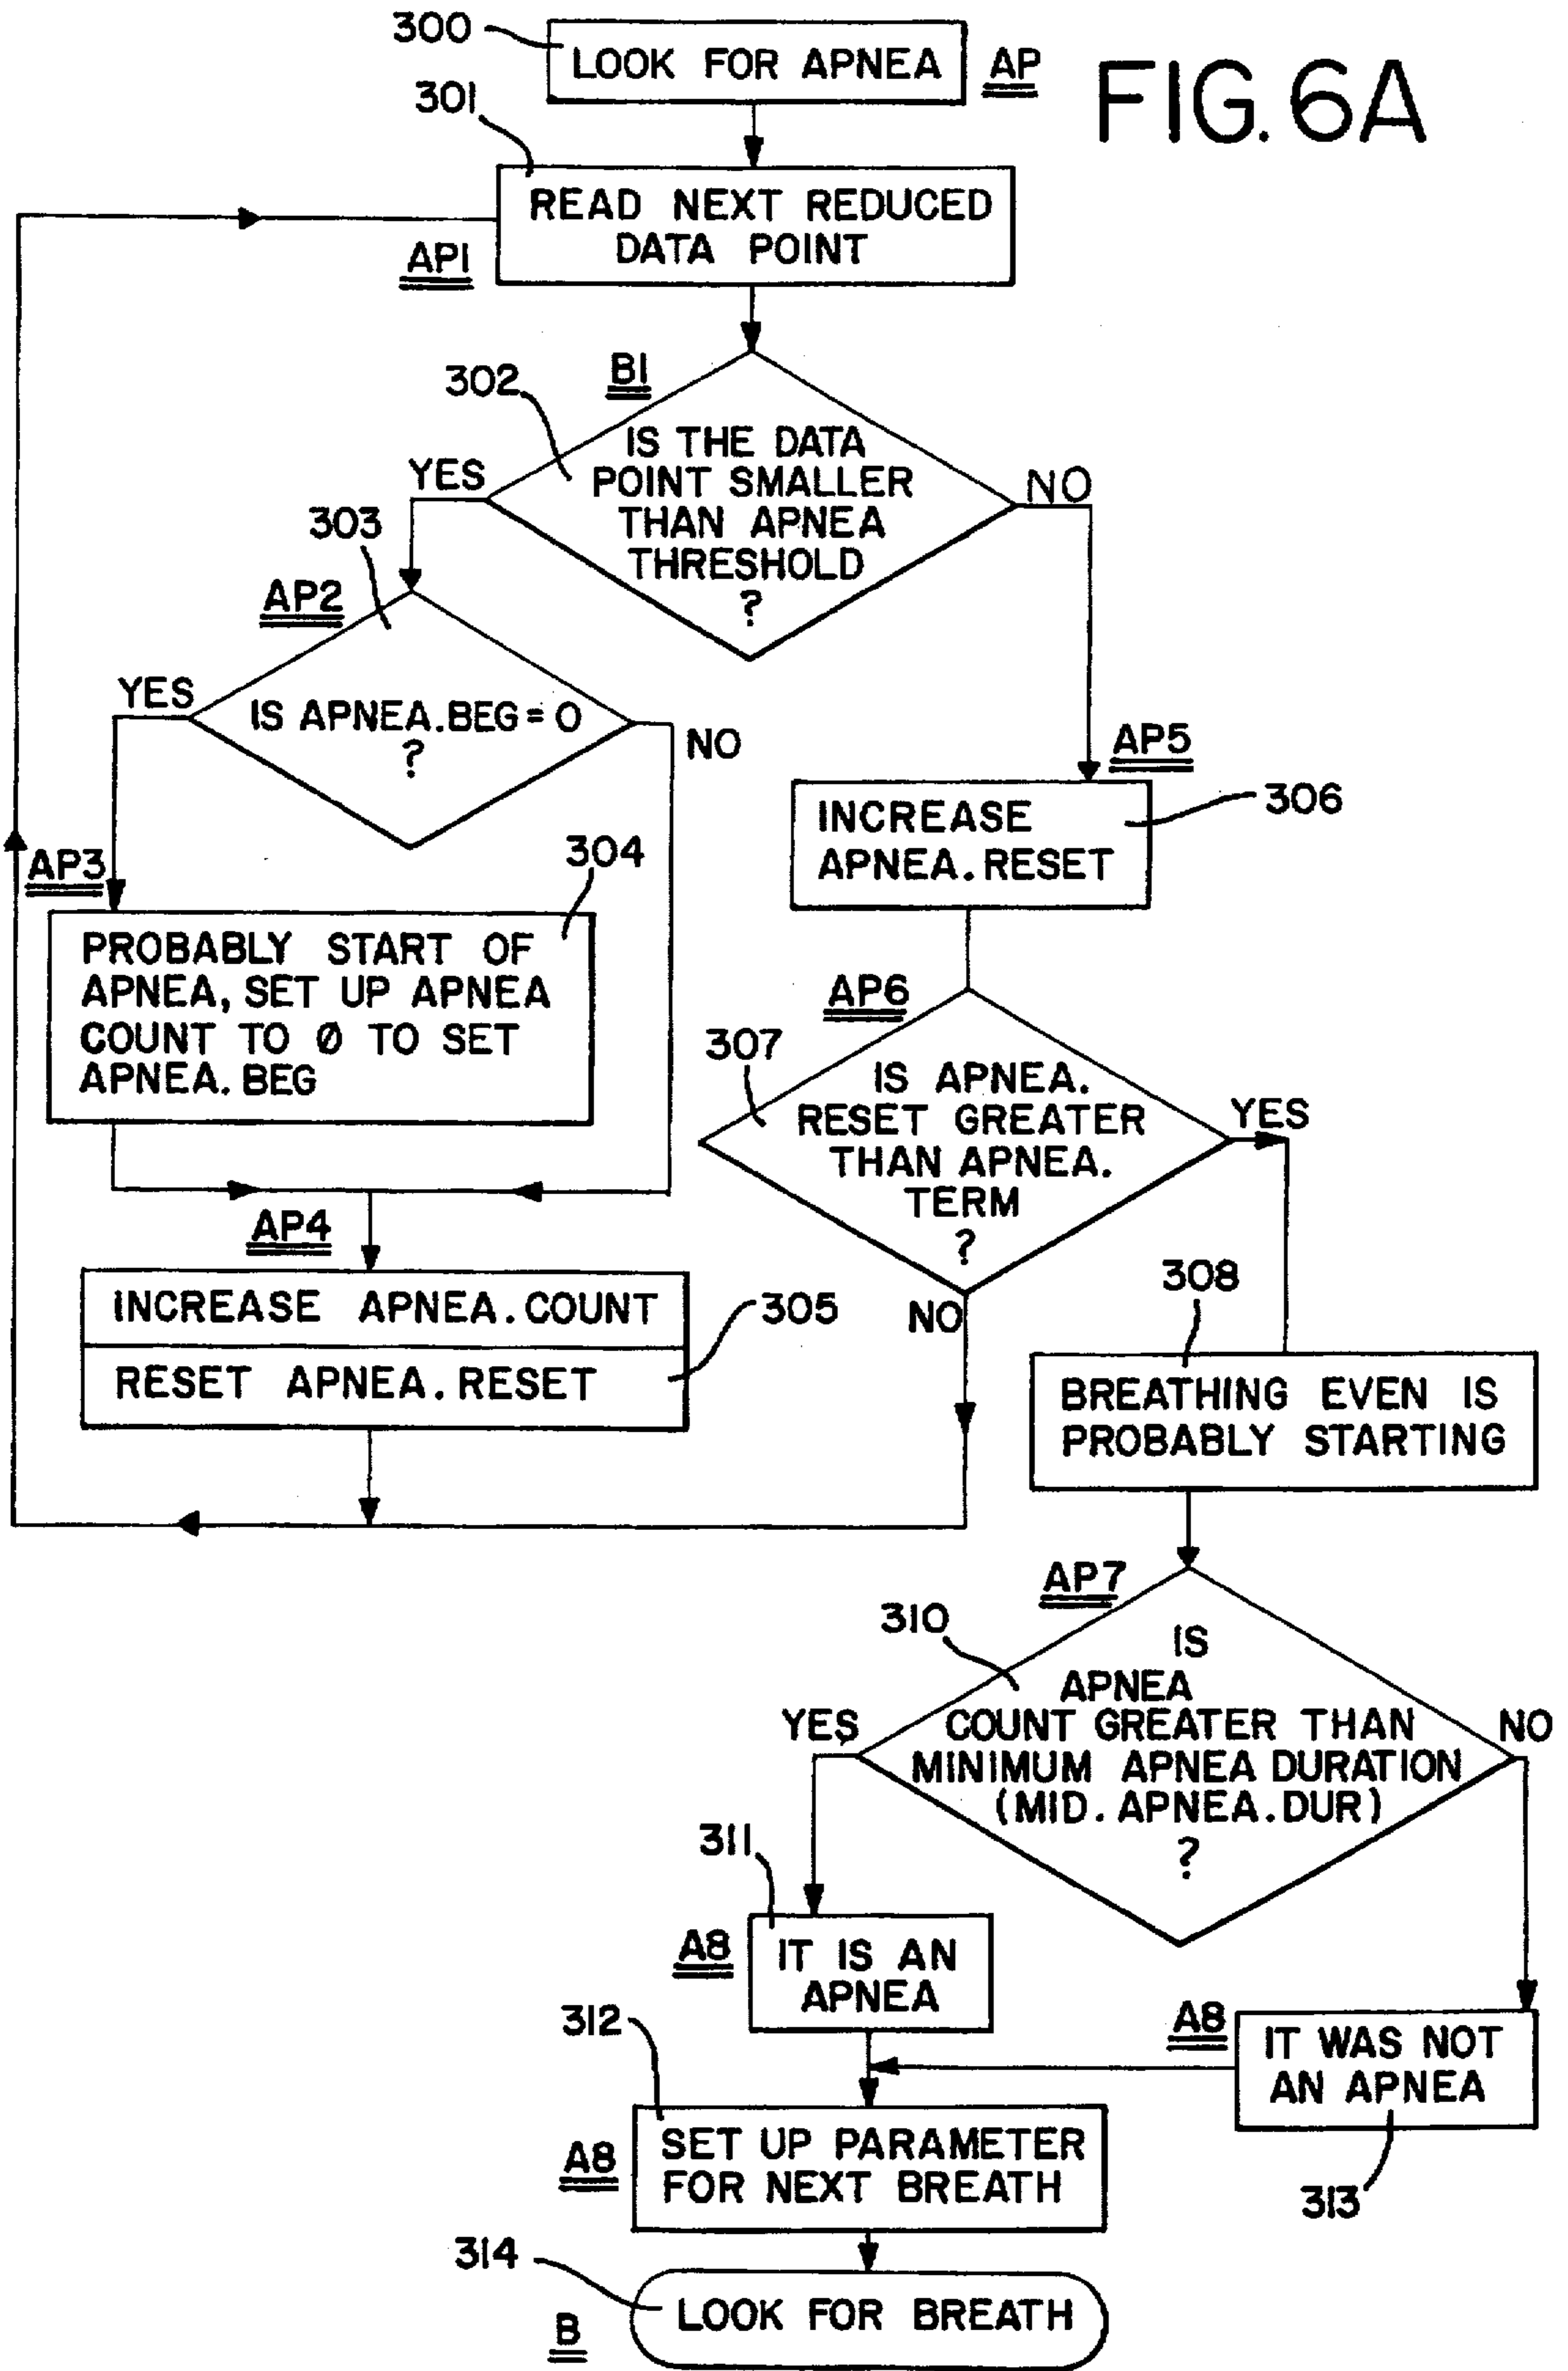 300
LOOK FOR APNEA
AP
FIG. 6A
301
READ NEXT REDUCED
DATA POINT
AP1
302
B1
IS THE DATA
POINT SMALLER
THAN APNEA
THRESHOLD
?
YES
NO
303
AP2
IS APNEA.BEG = 0
?
YES
NO
AP5
INCREASE
APNEA.RESET
306
AP3
304
PROBABLY START OF
APNEA, SET UP APNEA
COUNT TO Ø TO SET
APNEA.BEG
AP6
307
IS APNEA.
RESET GREATER
THAN APNEA.
TERM
?
YES
NO
AP4
INCREASE APNEA.COUNT
RESET APNEA.RESET
305
308
BREATHING EVEN IS
PROBABLY STARTING
AP7
310
IS
APNEA
COUNT GREATER THAN
MINIMUM APNEA DURATION
(MID.APNEA.DUR)
?
YES
NO
311
A8
IT IS AN
APNEA
A8
IT WAS NOT
AN APNEA
313
312
A8
SET UP PARAMETER
FOR NEXT BREATH
314
B
LOOK FOR BREATH